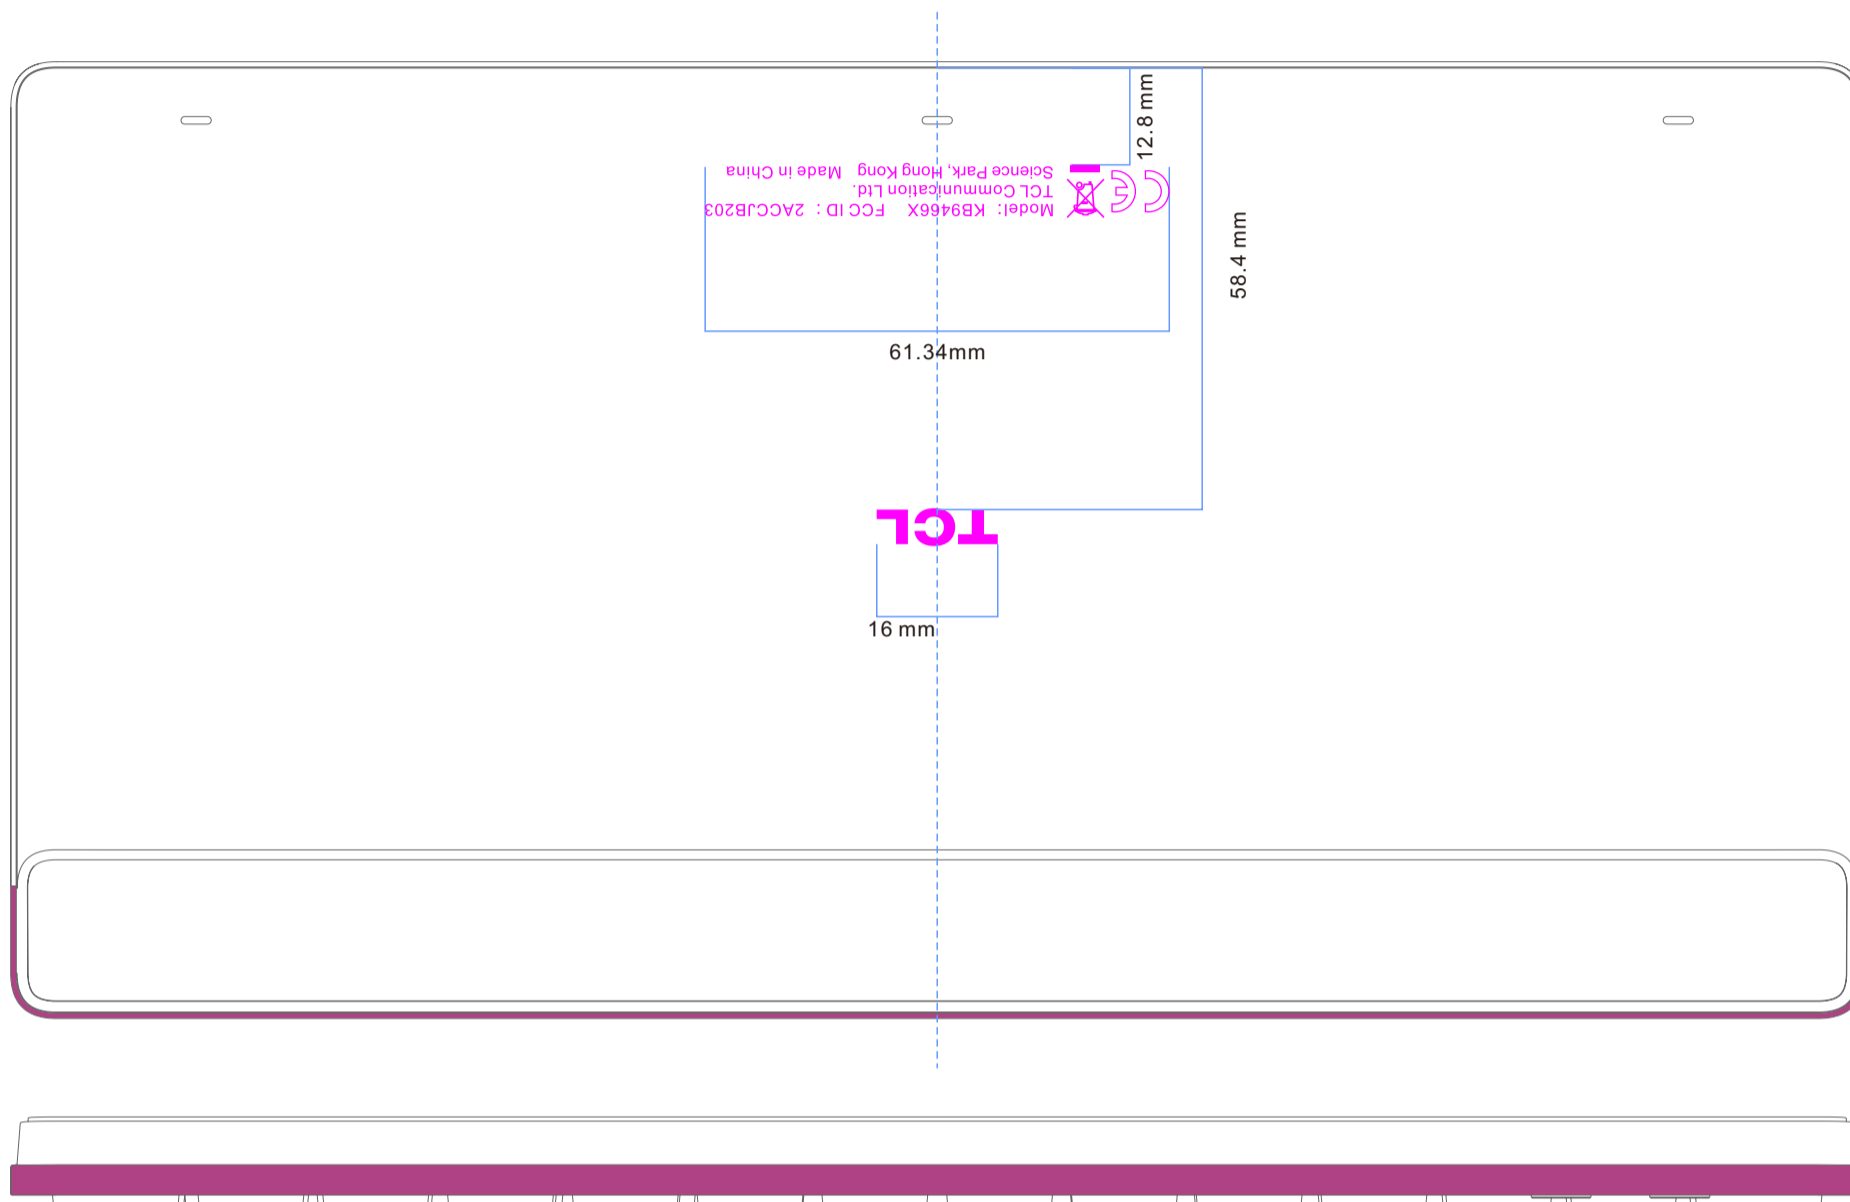 12.8 mm
Model: KB9466X FCC ID : 2ACCJB203
TCL Communication Ltd.
Science Park, Hong Kong Made in China
CE
58.4 mm
61.34mm
TCL
16 mm